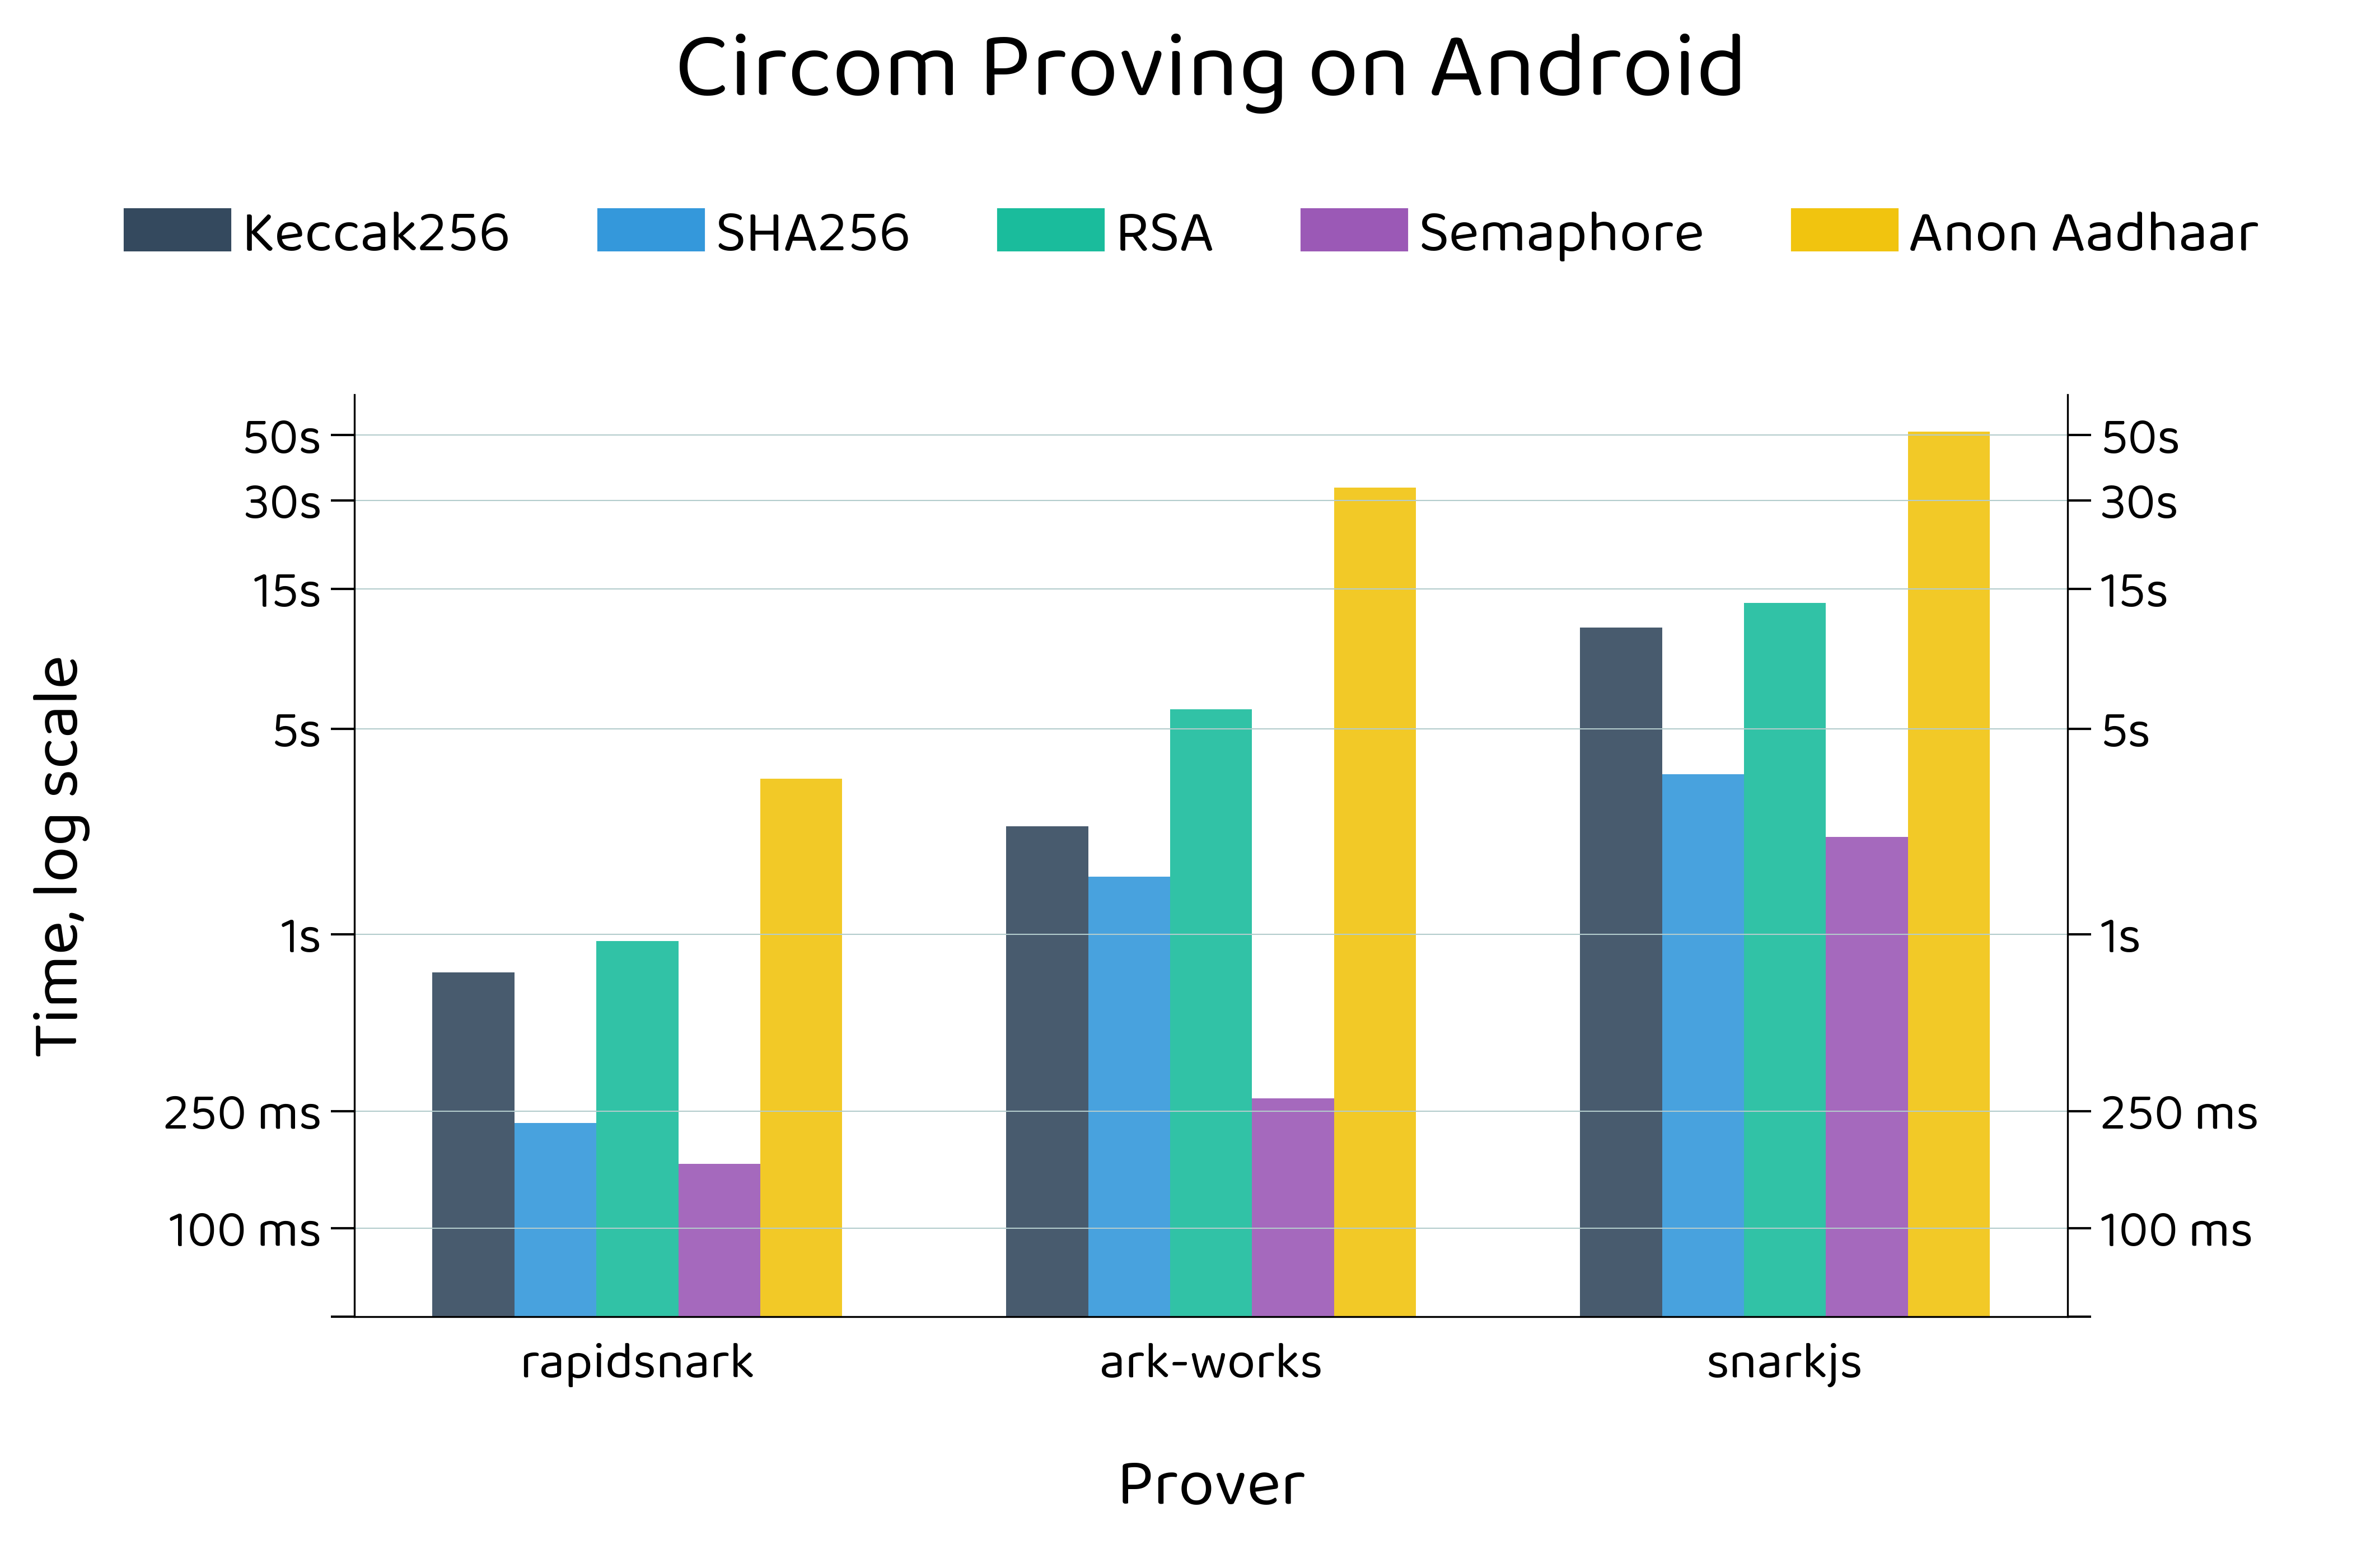 Circom Proving on Android
Keccak256 SHA256 RSA Semaphore Anon Aadhaar
50s 50s
30s 30s
15s 15s
5s 5s
1s 1s
250 ms 250 ms
100 ms 100 ms
Time, log scale
rapidsnark ark-works snarkjs
Prover